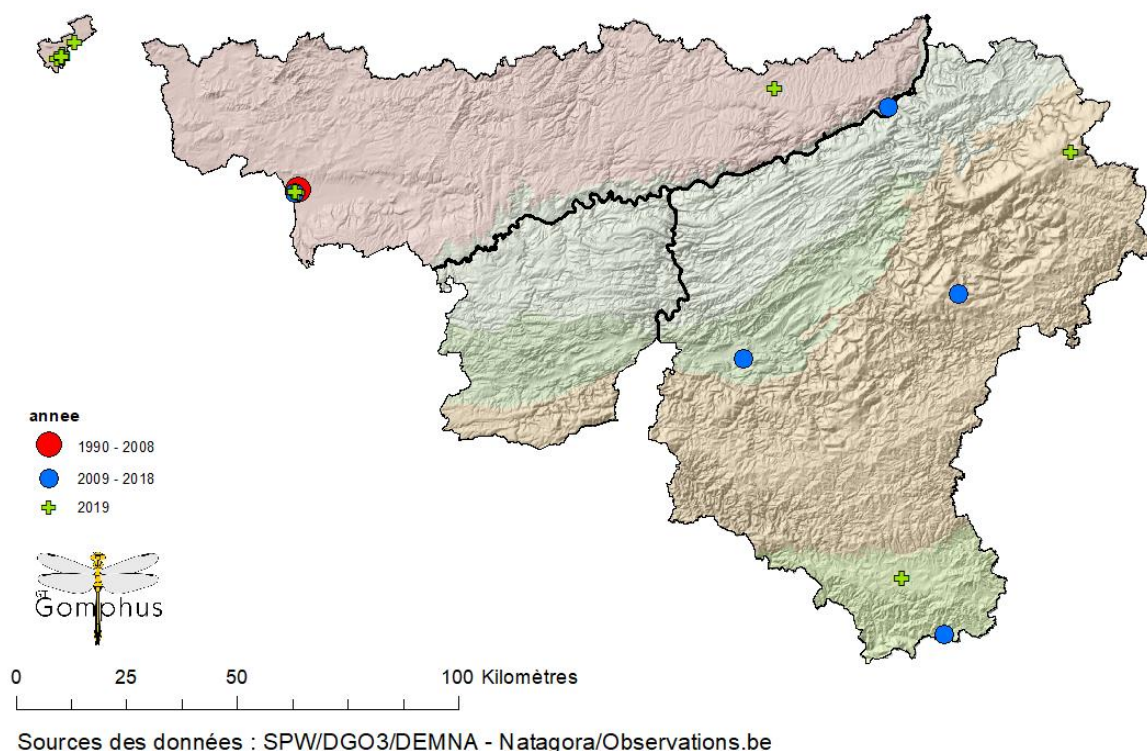 annee
1990 - 2008
2009 - 2018
2019
GT
Gomphus
0 25 50 100 Kilomètres
Sources des données : SPW/DGO3/DEMNA - Natagora/Observations.be